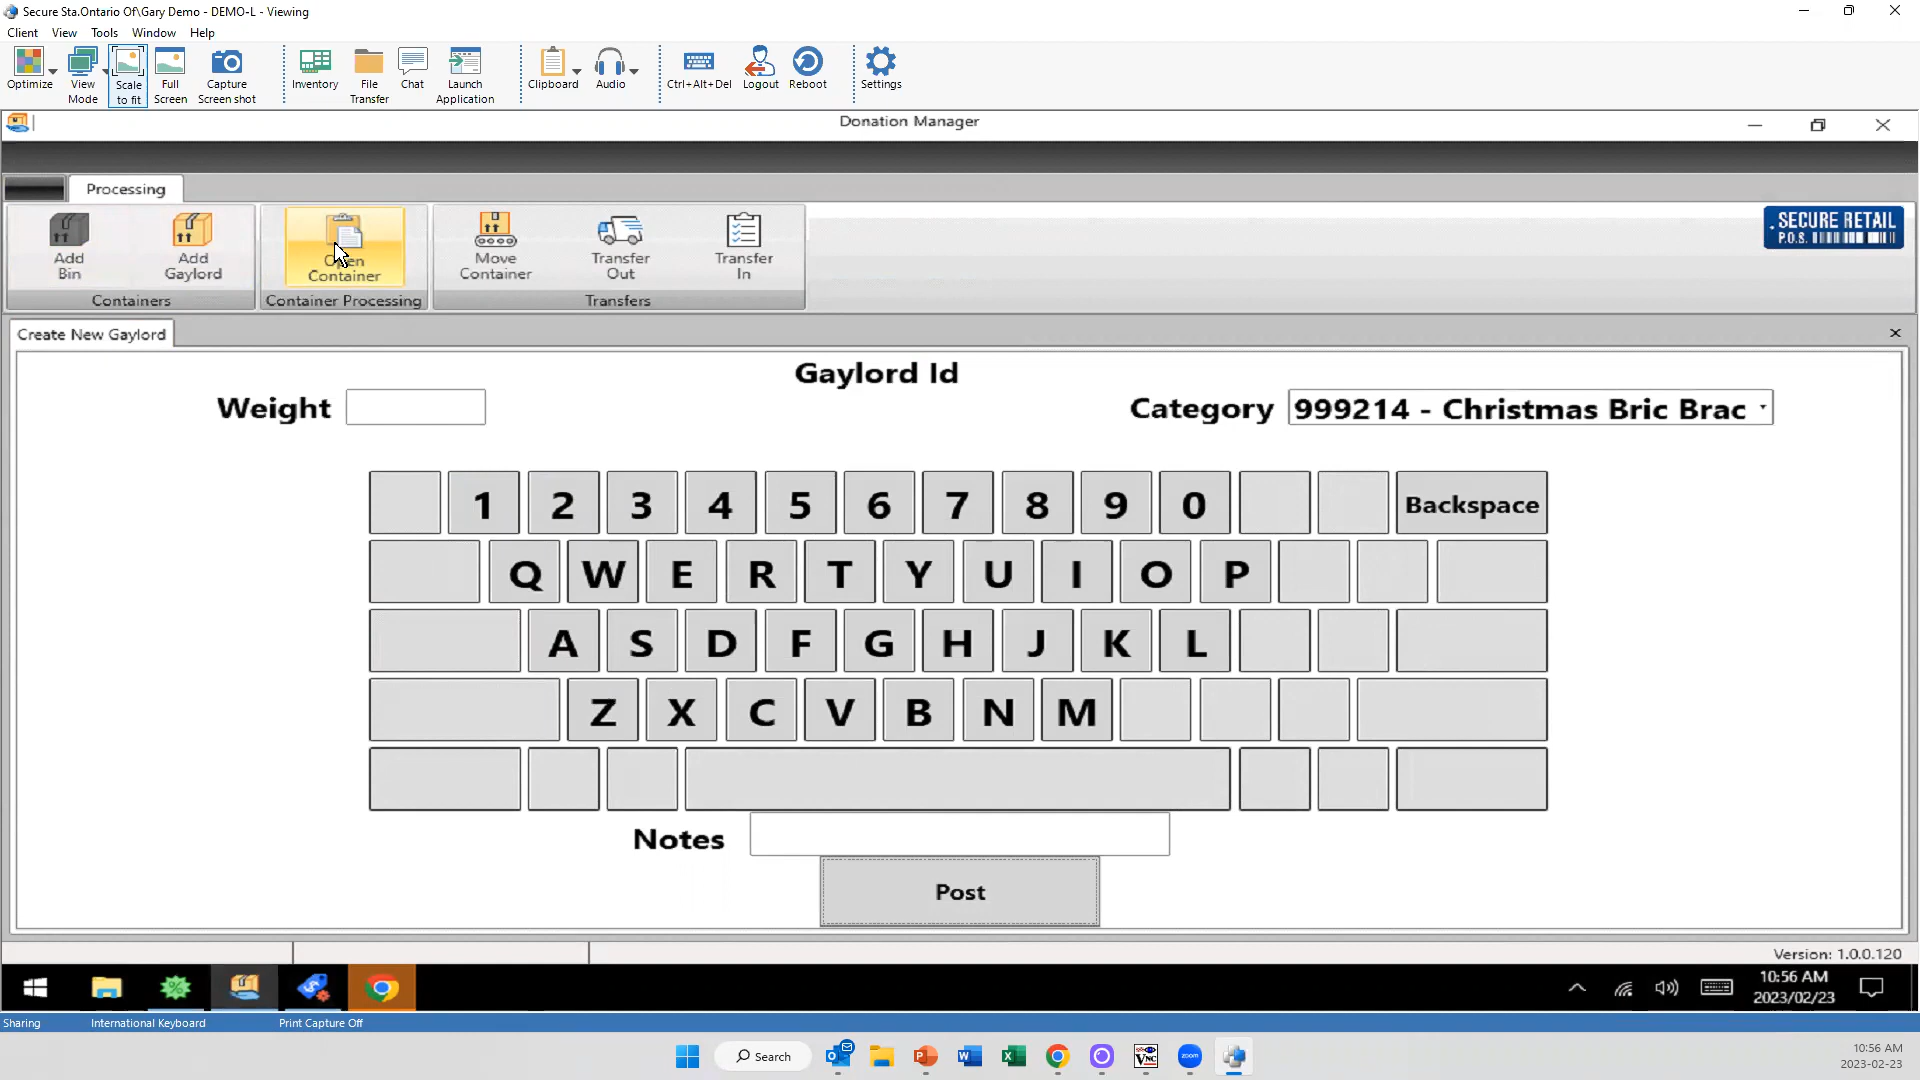 Secure Sta.Ontario Of\Gary Demo - DEMO-L - Viewing
Client View Tools Window Help
Optimize
View Mode
Scale to fit
Full Screen
Capture Screen shot
Inventory
File Transfer
Chat
Launch Application
Clipboard
Audio
Ctrl+Alt+Del
Logout
Reboot
Settings
Donation Manager
Processing
Add Bin
Add Gaylord
Containers
Open Container
Container Processing
Move Container
Transfer Out
Transfer In
Transfers
SECURE RETAIL
P.O.S.
Create New Gaylord
Gaylord Id
Weight
Category 999214 - Christmas Bric Brac
1 2 3 4 5 6 7 8 9 0 Backspace
Q W E R T Y U I O P
A S D F G H J K L
Z X C V B N M
Notes
Post
Version: 1.0.0.120
10:56 AM
2023/02/23
Sharing International Keyboard Print Capture Off
Search
VNC
zoom
10:56 AM
2023-02-23